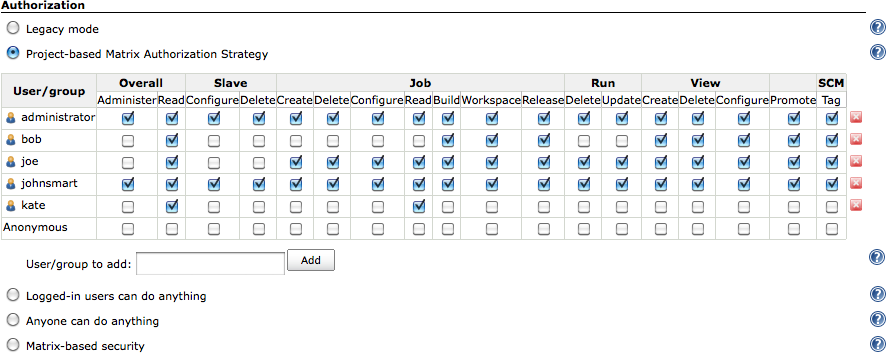 Authorization
Legacy mode
Project-based Matrix Authorization Strategy
User/group Overall Slave Job Run View SCM
Administer Read Configure Delete Create Delete Configure Read Build Workspace Release Delete Update Create Delete Configure Promote Tag
administrator
bob
joe
johnsmart
kate
Anonymous
User/group to add: Add
Logged-in users can do anything
Anyone can do anything
Matrix-based security